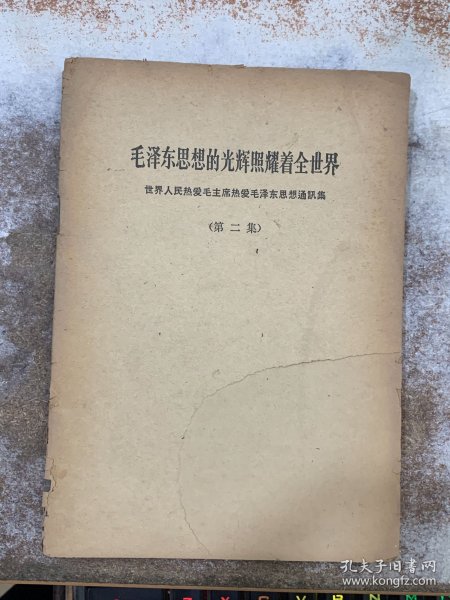 毛泽东思想的光辉照耀着全世界
世界人民热爱毛主席热爱毛泽东思想通訊集
(第二集)
孔夫子旧书网
www.kongfz.com